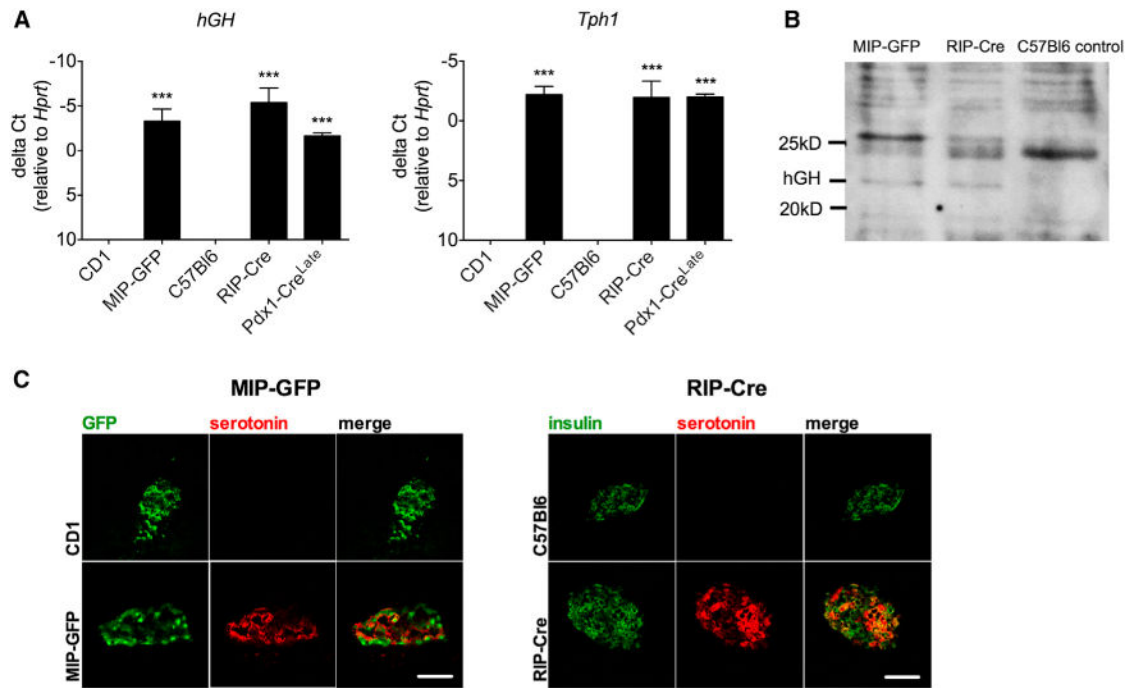 A
hGH
delta Ct
(relative to Hprt)
-10
-5
0
5
10
***
***
***
CD1
MIP-GFP
C57Bl6
RIP-Cre
Pdx1-CreLate
Tph1
delta Ct
(relative to Hprt)
-5
0
5
10
***
***
***
CD1
MIP-GFP
C57Bl6
RIP-Cre
Pdx1-CreLate
B
MIP-GFP RIP-Cre C57Bl6 control
25kD
hGH
20kD
C
MIP-GFP
GFP serotonin merge
CD1
MIP-GFP
RIP-Cre
insulin serotonin merge
C57Bl6
RIP-Cre